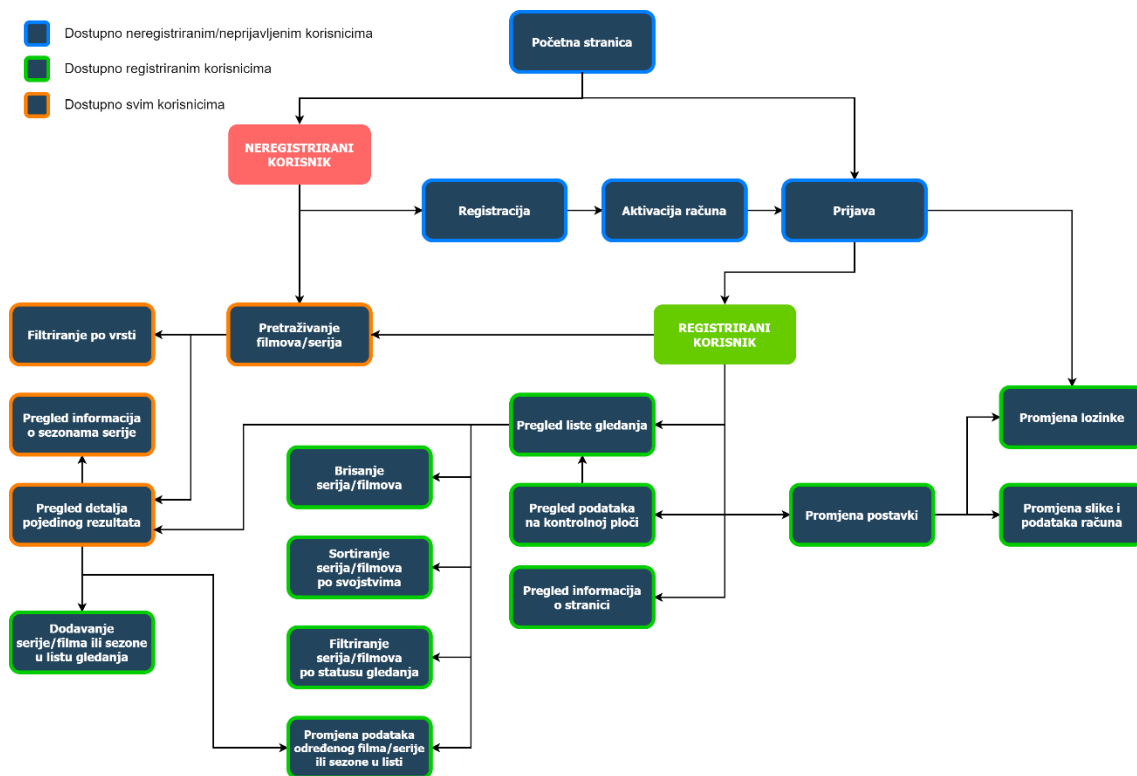 Dostupno neregistriranim/neprijavljenim korisnicima
Dostupno registriranim korisnicima
Dostupno svim korisnicima
Početna stranica
NEREGISTRIRANI
KORISNIK
Registracija
Aktivacija računa
Prijava
Filtriranje po vrsti
Pretraživanje
filmova/serija
REGISTRIRANI
KORISNIK
Pregled informacija
o sezonama serije
Pregled liste gledanja
Promjena lozinke
Brisanje
serija/filmova
Pregled detalja
pojedinog rezultata
Pregled podataka
na kontrolnoj ploči
Promjena postavki
Promjena slike i
podataka računa
Sortiranje
serija/filmova
po svojstvima
Pregled informacija
o stranici
Dodavanje
serije/filma ili sezone
u listu gledanja
Filtriranje
serija/filmova
po statusu gledanja
Promjena podataka
određenog filma/serije
ili sezone u listi